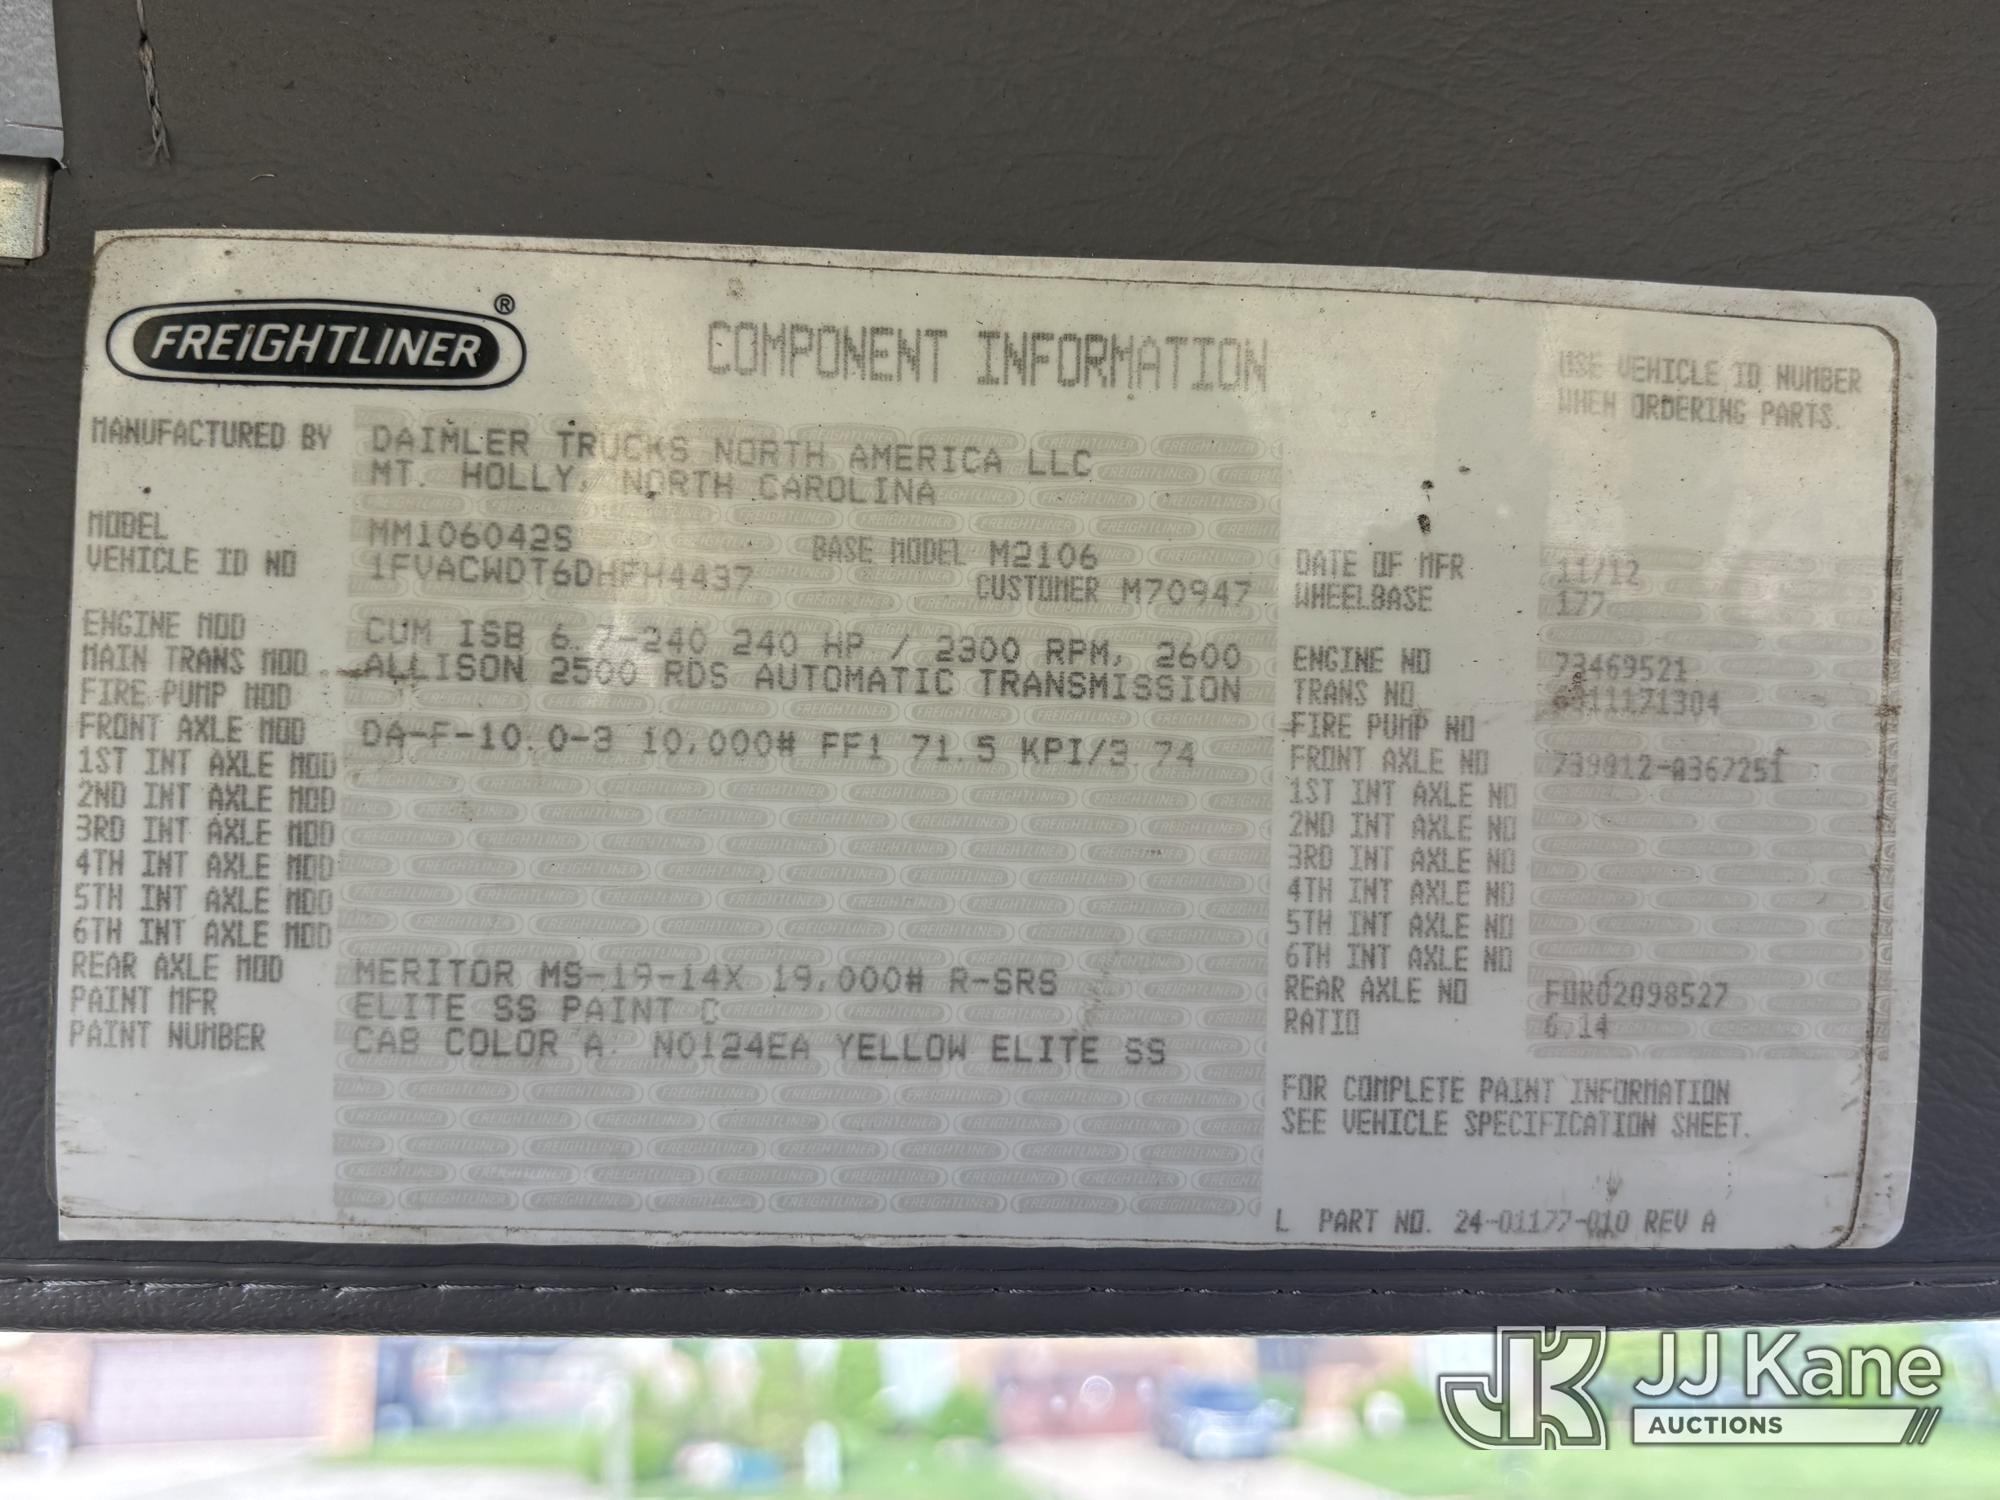 FREIGHTLINER ®
COMPONENT INFORMATION
USE VEHICLE ID NUMBER
WHEN ORDERING PARTS.
MANUFACTURED BY DAIMLER TRUCKS NORTH AMERICA LLC
MT. HOLLY, NORTH CAROLINA
MODEL MM106042S BASE MODEL M2106 DATE OF MFR 11/12
VEHICLE ID NO 1FVACWDT6DHFH4437 CUSTOMER M70947 WHEELBASE 177
ENGINE MOD CUM ISB 6.7-240 240 HP / 2300 RPM, 2600 ENGINE NO 73469521
MAIN TRANS MOD ALLISON 2500 RDS AUTOMATIC TRANSMISSION TRANS NO
FIRE PUMP MOD FIRE PUMP NO
FRONT AXLE MOD DA-F-10.0-3 10,000# FF1 71.5 KPI/3.74 FRONT AXLE NO 739812-A367251
1ST INT AXLE MOD 1ST INT AXLE NO
2ND INT AXLE MOD 2ND INT AXLE NO
3RD INT AXLE MOD 3RD INT AXLE NO
4TH INT AXLE MOD 4TH INT AXLE NO
5TH INT AXLE MOD 5TH INT AXLE NO
6TH INT AXLE MOD 6TH INT AXLE NO
REAR AXLE MOD MERITOR MS-19-14X 19,000# R-SRS REAR AXLE NO FOR02098527
PAINT MFR ELITE SS PAINT C RATIO 6.14
PAINT NUMBER CAB COLOR A: N0124EA YELLOW ELITE SS
FOR COMPLETE PAINT INFORMATION
SEE VEHICLE SPECIFICATION SHEET.
L PART NO. 24-01177-010 REV A
JK JJ Kane
AUCTIONS